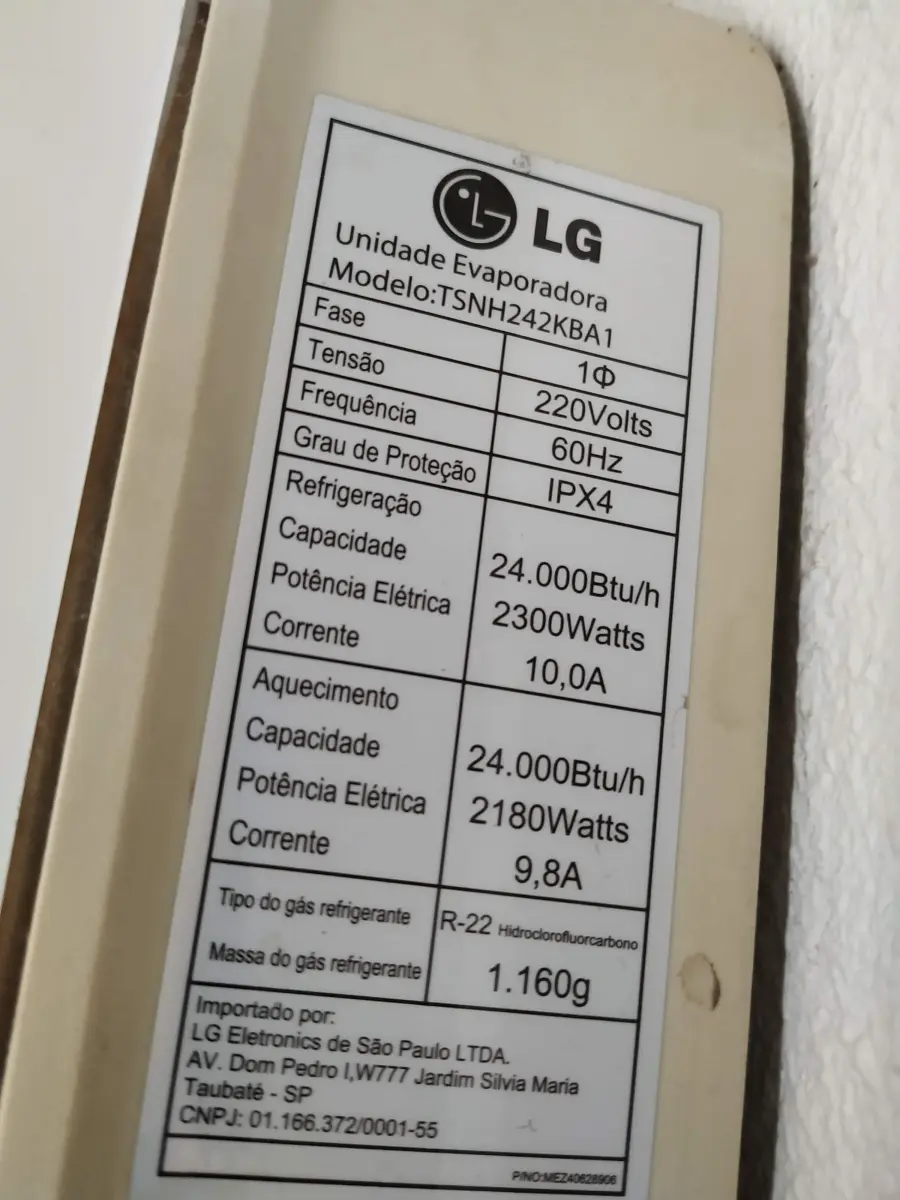 LG
Unidade Evaporadora
Modelo:TSNH242KBA1
Fase 1Φ
Tensão 220Volts
Frequência 60Hz
Grau de Proteção IPX4
Refrigeração
Capacidade 24.000Btu/h
Potência Elétrica 2300Watts
Corrente 10,0A
Aquecimento
Capacidade 24.000Btu/h
Potência Elétrica 2180Watts
Corrente 9,8A
Tipo do gás refrigerante R-22 Hidroclorofluorcarbono
Massa do gás refrigerante 1.160g
Importado por:
LG Eletronics de São Paulo LTDA.
AV. Dom Pedro I,W777 Jardim Silvia Maria
Taubaté - SP
CNPJ: 01.166.372/0001-55
P/NO:MEZ40628906